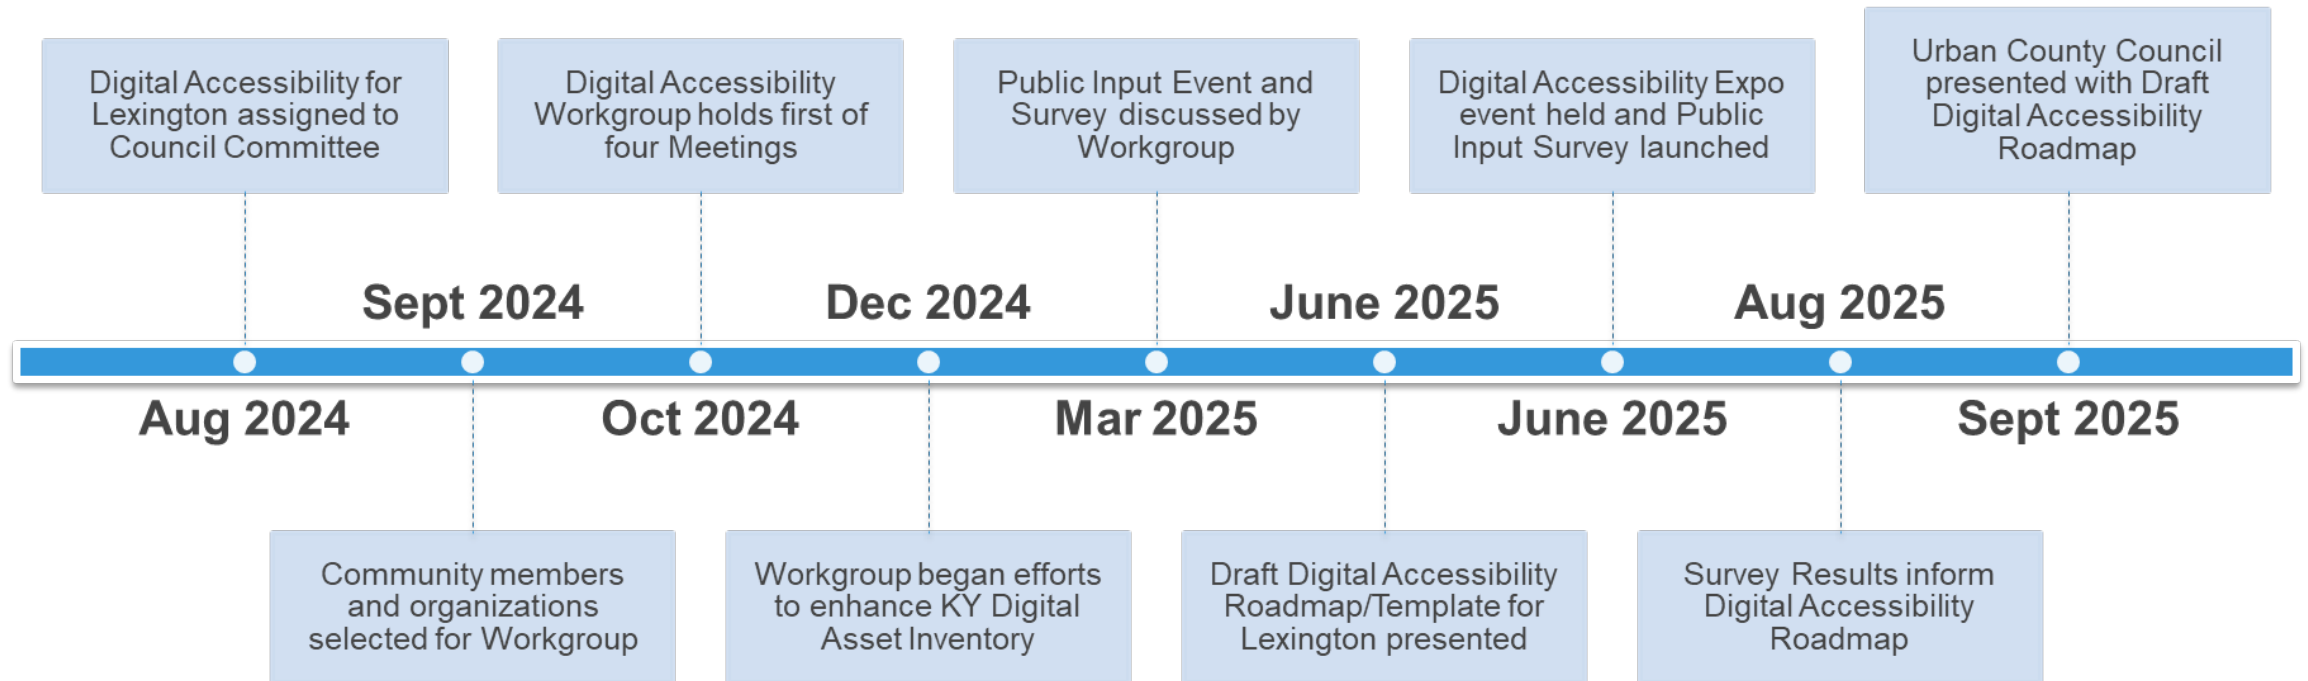 Digital Accessibility for
Lexington assigned to
Council Committee
Digital Accessibility
Workgroup holds first of
four Meetings
Public Input Event and
Survey discussed by
Workgroup
Digital Accessibility Expo
event held and Public
Input Survey launched
Urban County Council
presented with Draft
Digital Accessibility
Roadmap
Sept 2024
Dec 2024
June 2025
Aug 2025
Aug 2024
Oct 2024
Mar 2025
June 2025
Sept 2025
Community members
and organizations
selected for Workgroup
Workgroup began efforts
to enhance KY Digital
Asset Inventory
Draft Digital Accessibility
Roadmap/Template for
Lexington presented
Survey Results inform
Digital Accessibility
Roadmap